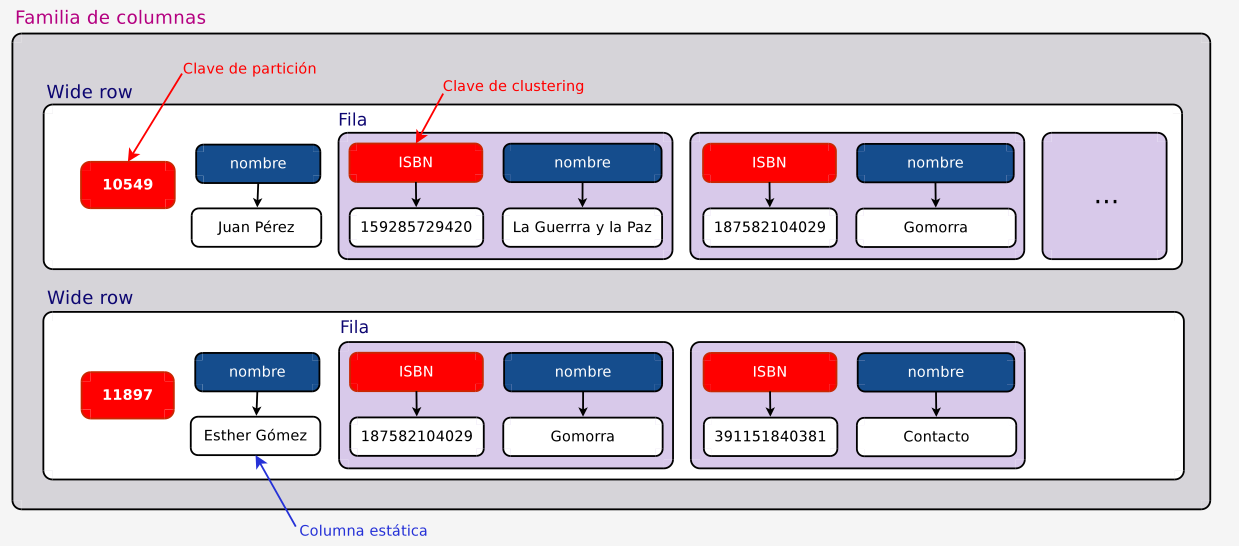 Familia de columnas
Clave de partición
Clave de clustering
Wide row
Fila
10549
nombre
ISBN
nombre
ISBN
nombre
...
Juan Pérez
159285729420
La Guerrra y la Paz
187582104029
Gomorra
Wide row
Fila
11897
nombre
ISBN
nombre
ISBN
nombre
Esther Gómez
187582104029
Gomorra
391151840381
Contacto
Columna estática